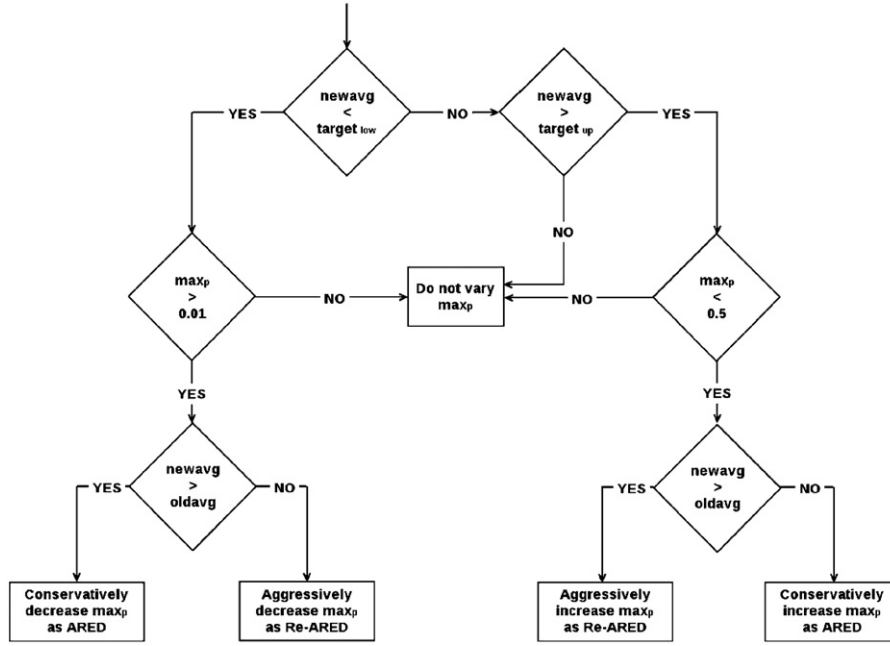 newavg
<
target low
newavg
>
target up
YES
NO
YES
NO
maxp
>
0.01
NO
Do not vary
maxp
NO
maxp
<
0.5
YES
YES
newavg
>
oldavg
YES
NO
newavg
>
oldavg
YES
NO
Conservatively
decrease maxp
as ARED
Aggressively
decrease maxp
as Re-ARED
Aggressively
increase maxp
as Re-ARED
Conservatively
increase maxp
as ARED